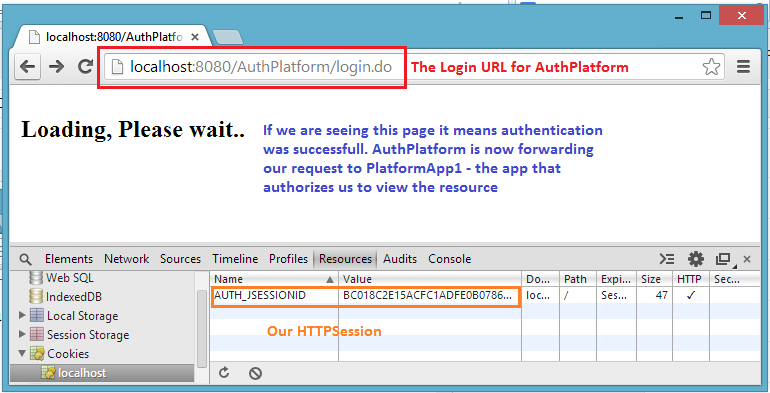 localhost:8080/AuthPlatfo
localhost:8080/AuthPlatform/login.do
The Login URL for AuthPlatform
Loading, Please wait..
If we are seeing this page it means authentication
was successfull. AuthPlatform is now forwarding
our request to PlatformApp1 - the app that
authorizes us to view the resource
Elements Network Sources Timeline Profiles Resources Audits Console
Web SQL
IndexedDB
Local Storage
Session Storage
Cookies
localhost
Name Value Do... Path Expi... Size HTTP Sec...
AUTH_JSESSIONID BC018C2E15ACFC1ADFE0B0786... loc... / Ses... 47 ✓
Our HTTPSession